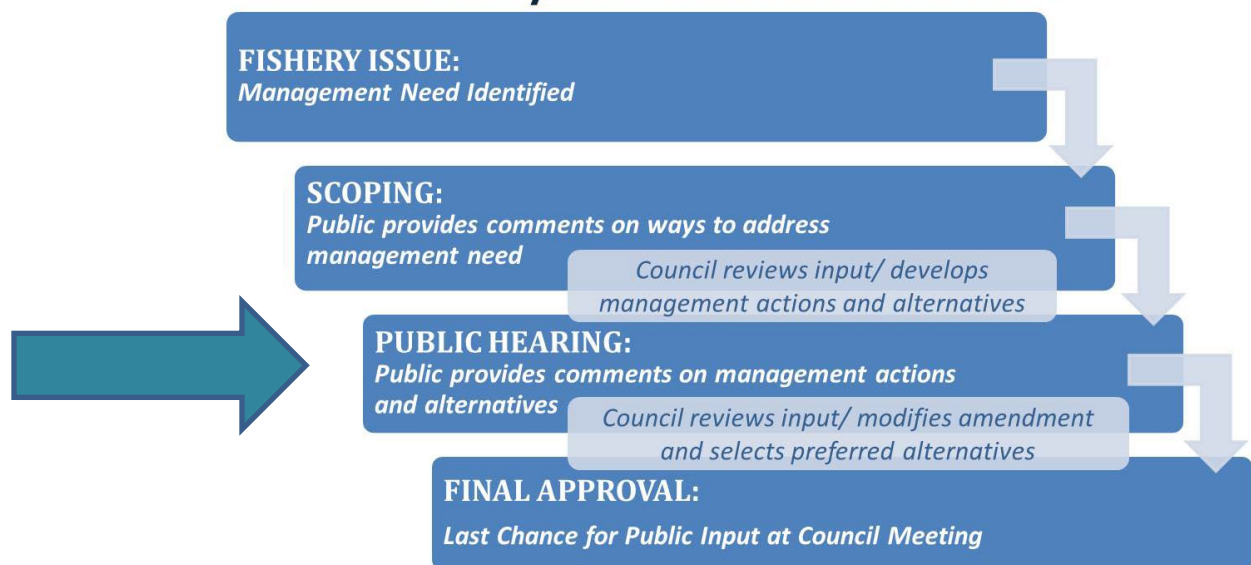 FISHERY ISSUE:
Management Need Identified
SCOPING:
Public provides comments on ways to address
management need
Council reviews input/ develops
management actions and alternatives
PUBLIC HEARING:
Public provides comments on management actions
and alternatives
Council reviews input/ modifies amendment
and selects preferred alternatives
FINAL APPROVAL:
Last Chance for Public Input at Council Meeting